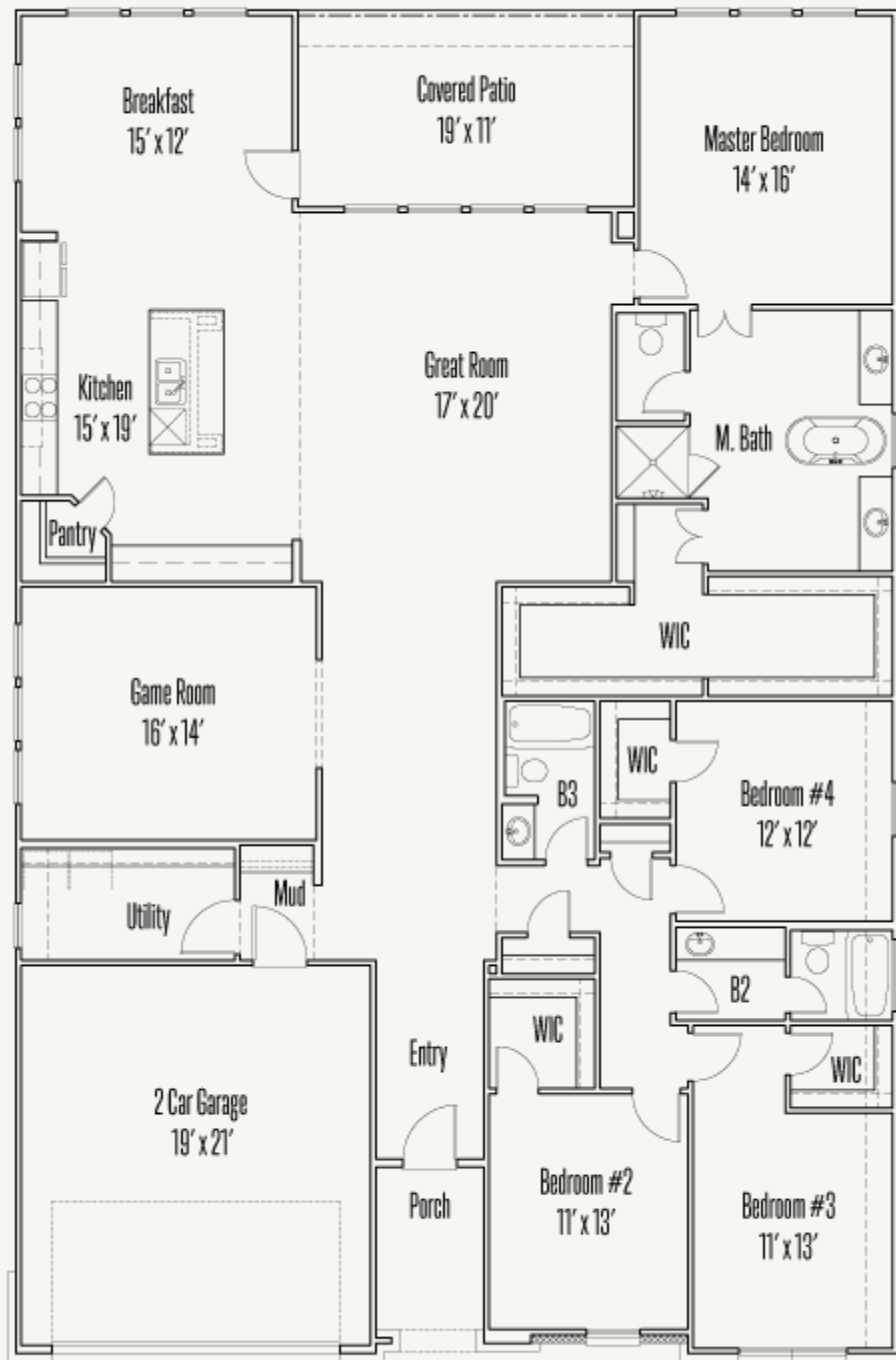 Breakfast
15' x 12'
Covered Patio
19' x 11'
Master Bedroom
14' x 16'
Great Room
17' x 20'
Kitchen
15' x 19'
M. Bath
Pantry
WIC
Game Room
16' x 14'
WIC
B3
Bedroom #4
12' x 12'
Mud
Utility
B2
WIC
Entry
WIC
2 Car Garage
19' x 21'
Porch
Bedroom #2
11' x 13'
Bedroom #3
11' x 13'